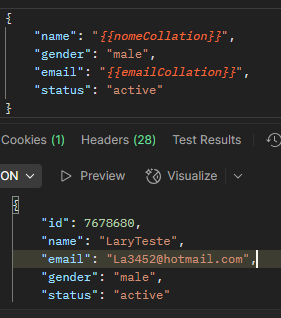 {
"name": "{{nomeCollation}}",
"gender": "male",
"email": "{{emailCollation}}",
"status": "active"
}
Cookies (1) Headers (28) Test Results
ON Preview Visualize
{
"id": 7678680,
"name": "LaryTeste",
"email": "La3452@hotmail.com",
"gender": "male",
"status": "active"